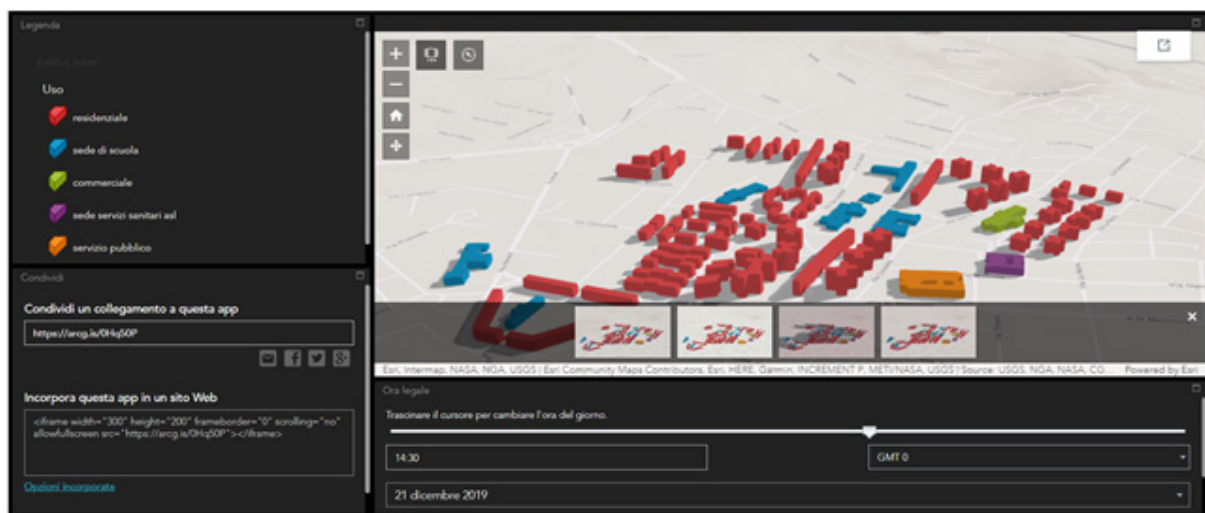 Legenda
Edifici lotti
Uso
residenziale
sede di scuola
commerciale
sede servizi sanitari asl
servizio pubblico
Condividi
Condividi un collegamento a questa app
https://arcg.is/0Hq50P
Incorpora questa app in un sito Web
<iframe width="300" height="200" frameborder="0" scrolling="no"
allowfullscreen src="https://arcg.is/0Hq50P"></iframe>
Opzioni incorporate
Esri, Intermap, NASA, NGA, USGS | Esri Community Maps Contributors, Esri, HERE, Garmin, INCREMENT P, METI/NASA, USGS | Source: USGS, NGA, NASA, CG... Powered by Esri
Ora legale
Trascinare il cursore per cambiare l'ora del giorno.
14:30
GMT 0
21 dicembre 2019